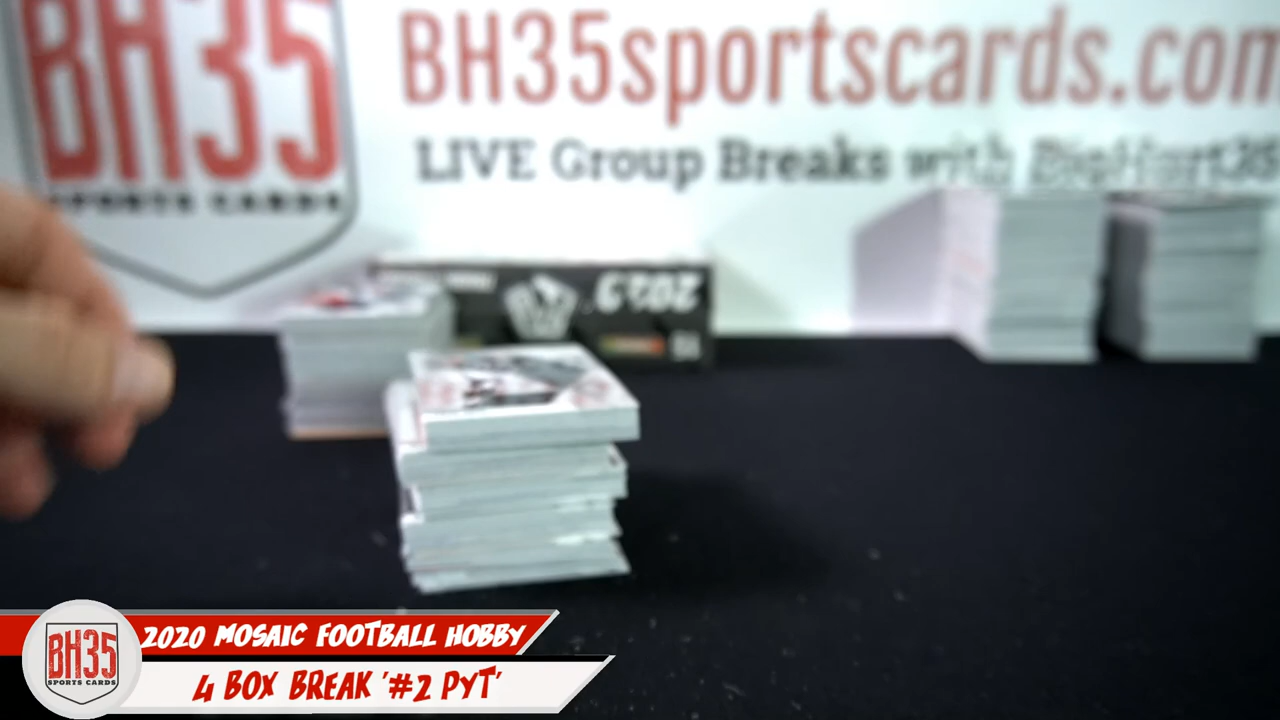 BH35
SPORTS CARDS
BH35sportscards.com
LIVE Group Breaks with BigHurt35
BH35
SPORTS CARDS
2020 MOSAIC FOOTBALL HOBBY
4 BOX BREAK '#2 PYT'